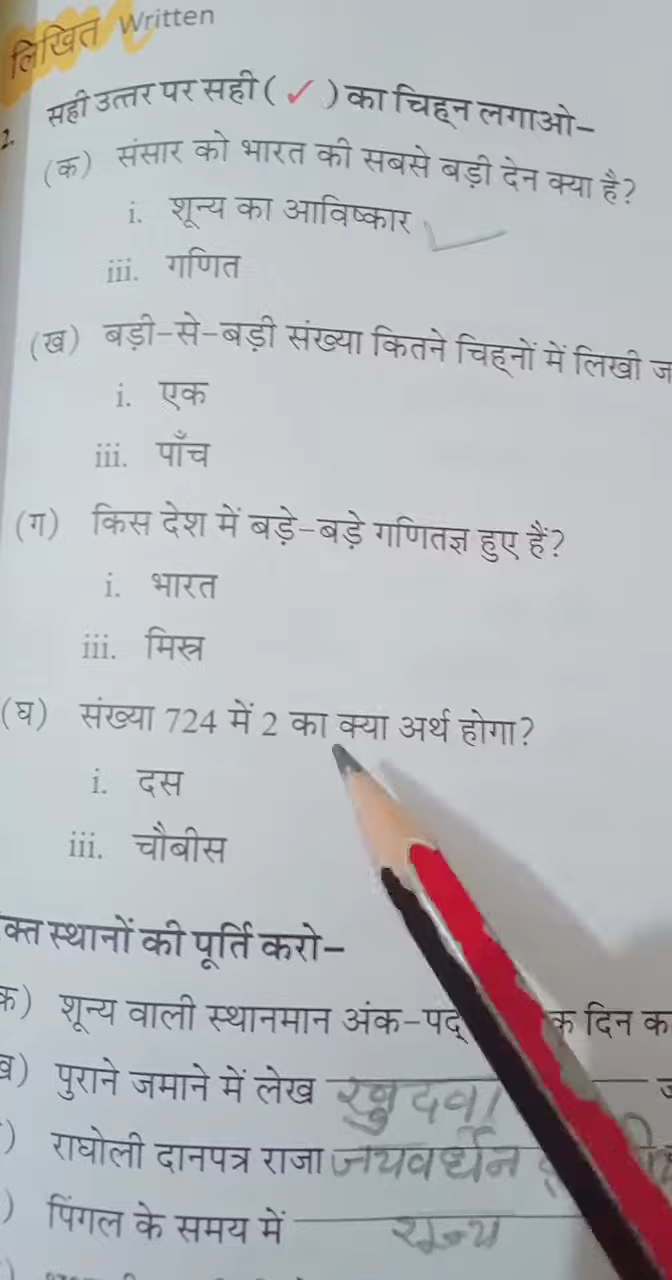 लिखित Written
2. सही उत्तर पर सही ( ✓ ) का चिह्न लगाओ–
(क) संसार को भारत की सबसे बड़ी देन क्या है?
i. शून्य का आविष्कार
iii. गणित
(ख) बड़ी-से-बड़ी संख्या कितने चिह्नों में लिखी ज
i. एक
iii. पाँच
(ग) किस देश में बड़े-बड़े गणितज्ञ हुए हैं?
i. भारत
iii. मिस्र
(घ) संख्या 724 में 2 का क्या अर्थ होगा?
i. दस
iii. चौबीस
क्त स्थानों की पूर्ति करो–
क) शून्य वाली स्थानमान अंक-पद् क दिन क
ख) पुराने जमाने में लेख खुदवा
) राघोली दानपत्र राजा जयवर्धन
) पिंगल के समय में शून्य